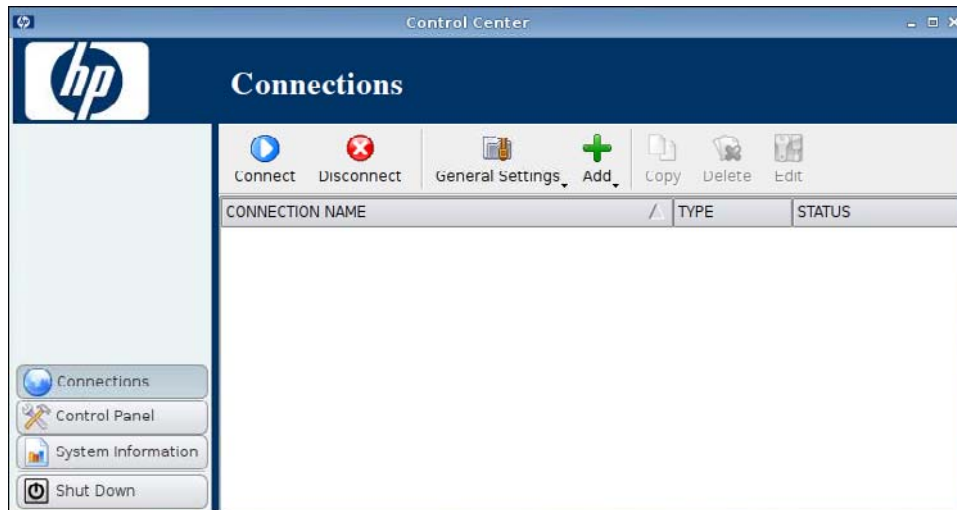 Control Center
hp
Connections
Connect Disconnect General Settings Add Copy Delete Edit
CONNECTION NAME TYPE STATUS
Connections
Control Panel
System Information
Shut Down